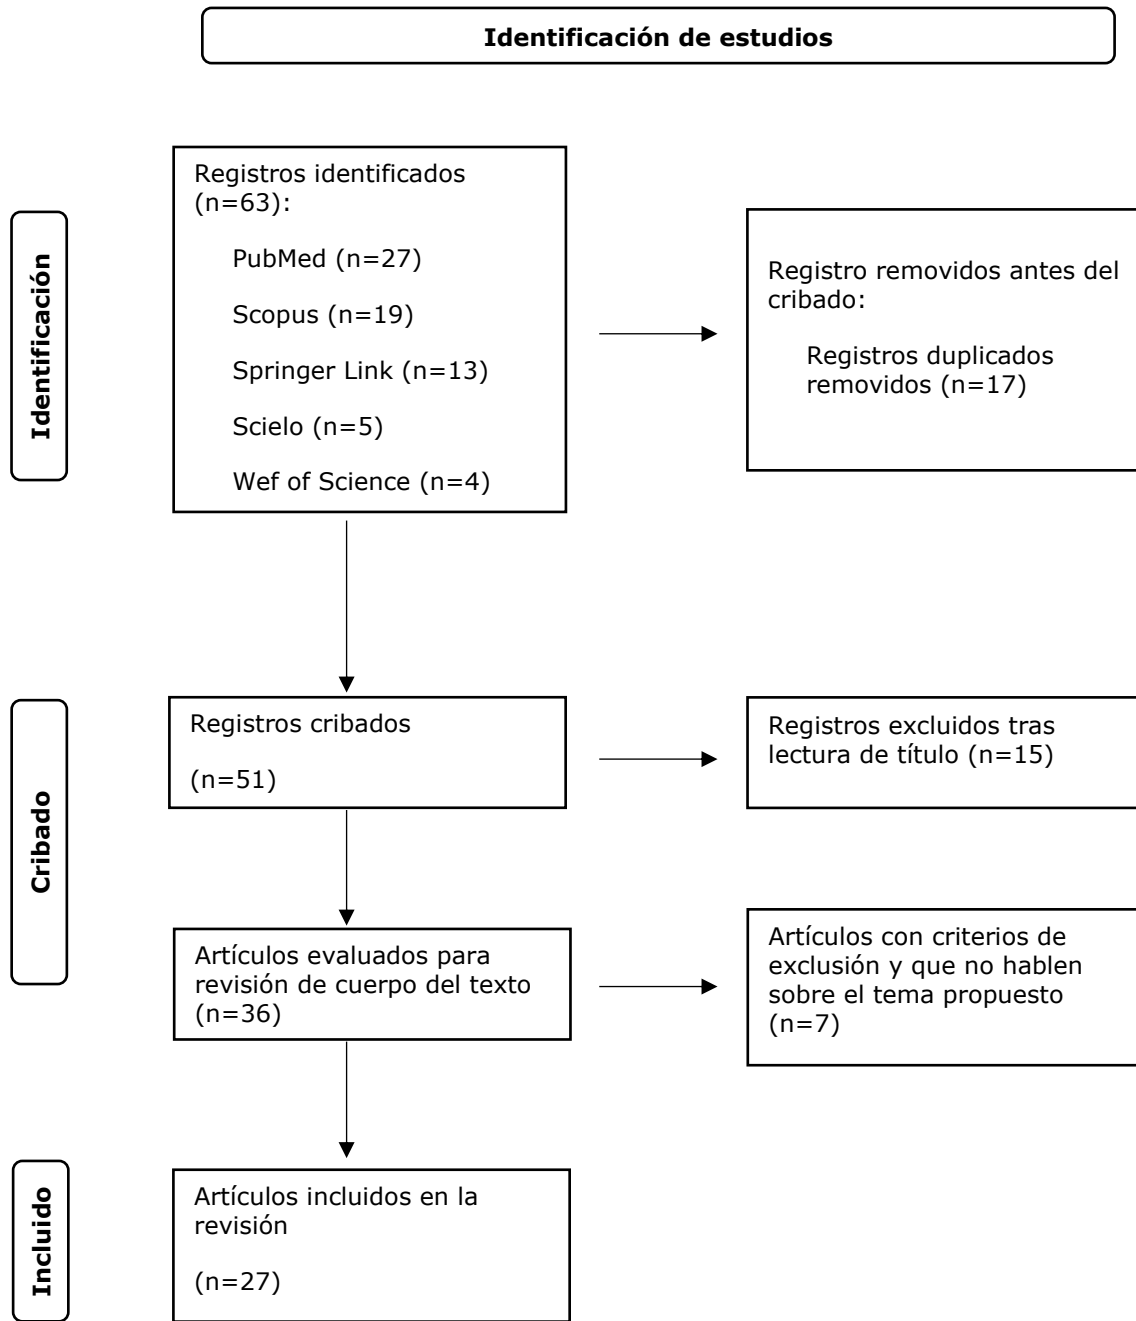 Identificación de estudios
Identificación
Registros identificados
(n=63):
PubMed (n=27)
Scopus (n=19)
Springer Link (n=13)
Scielo (n=5)
Wef of Science (n=4)
Registro removidos antes del
cribado:
Registros duplicados
removidos (n=17)
Cribado
Registros cribados
(n=51)
Registros excluidos tras
lectura de título (n=15)
Artículos evaluados para
revisión de cuerpo del texto
(n=36)
Artículos con criterios de
exclusión y que no hablen
sobre el tema propuesto
(n=7)
Incluido
Artículos incluidos en la
revisión
(n=27)